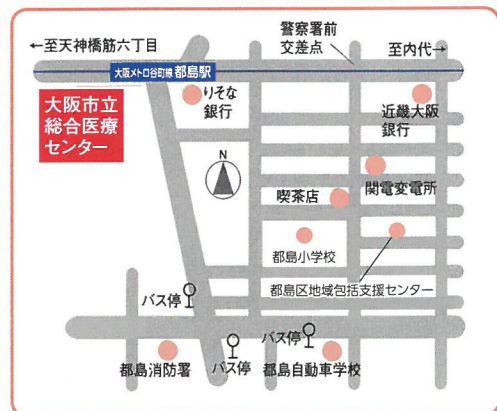 ←至天神橋筋六丁目
警察署前
交差点
至内代→
大阪メトロ谷町線 都島駅
大阪市立
総合医療
センター
りそな
銀行
近畿大阪
銀行
N
関電変電所
喫茶店
都島小学校
都島区地域包括支援センター
バス停
バス停
バス停
都島消防署
都島自動車学校